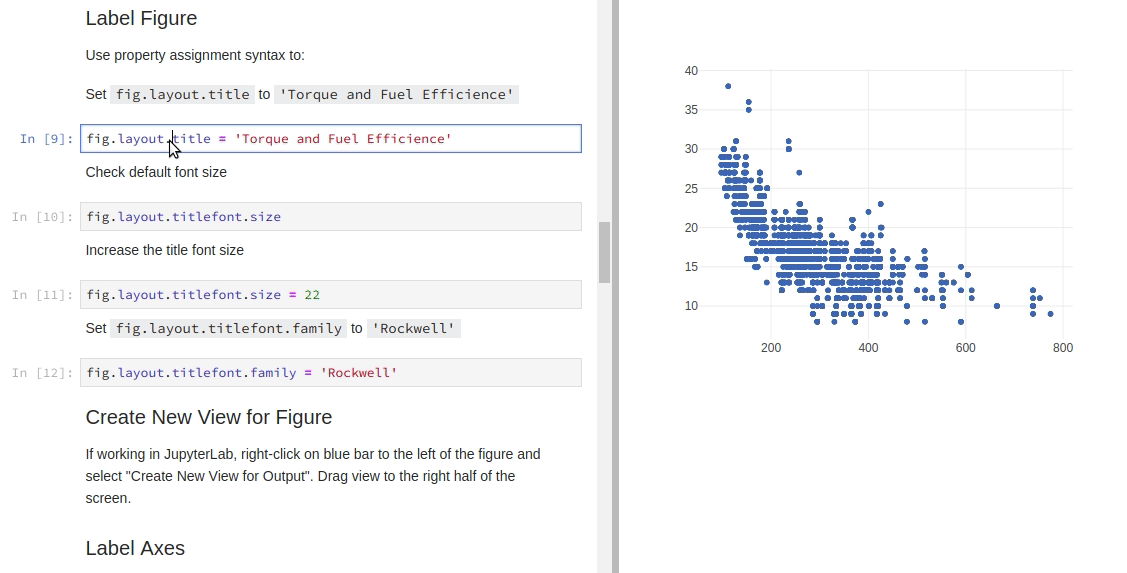 Label Figure
Use property assignment syntax to:
Set fig.layout.title to 'Torque and Fuel Efficience'
In [9]: fig.layout.title = 'Torque and Fuel Efficience'
Check default font size
In [10]: fig.layout.titlefont.size
Increase the title font size
In [11]: fig.layout.titlefont.size = 22
Set fig.layout.titlefont.family to 'Rockwell'
In [12]: fig.layout.titlefont.family = 'Rockwell'
Create New View for Figure
If working in JupyterLab, right-click on blue bar to the left of the figure and
select "Create New View for Output". Drag view to the right half of the
screen.
Label Axes
40
35
30
25
20
15
10
200 400 600 800